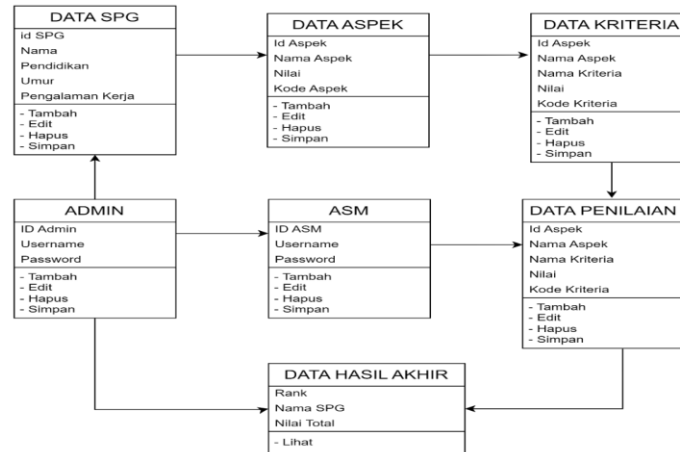 DATA SPG
id SPG
Nama
Pendidikan
Umur
Pengalaman Kerja
- Tambah
- Edit
- Hapus
- Simpan
DATA ASPEK
Id Aspek
Nama Aspek
Nilai
Kode Aspek
- Tambah
- Edit
- Hapus
- Simpan
DATA KRITERIA
Id Aspek
Nama Aspek
Nama Kriteria
Nilai
Kode Kriteria
- Tambah
- Edit
- Hapus
- Simpan
ADMIN
ID Admin
Username
Password
- Tambah
- Edit
- Hapus
- Simpan
ASM
ID ASM
Username
Password
- Tambah
- Edit
- Hapus
- Simpan
DATA PENILAIAN
Id Aspek
Nama Aspek
Nama Kriteria
Nilai
Kode Kriteria
- Tambah
- Edit
- Hapus
- Simpan
DATA HASIL AKHIR
Rank
Nama SPG
Nilai Total
- Lihat